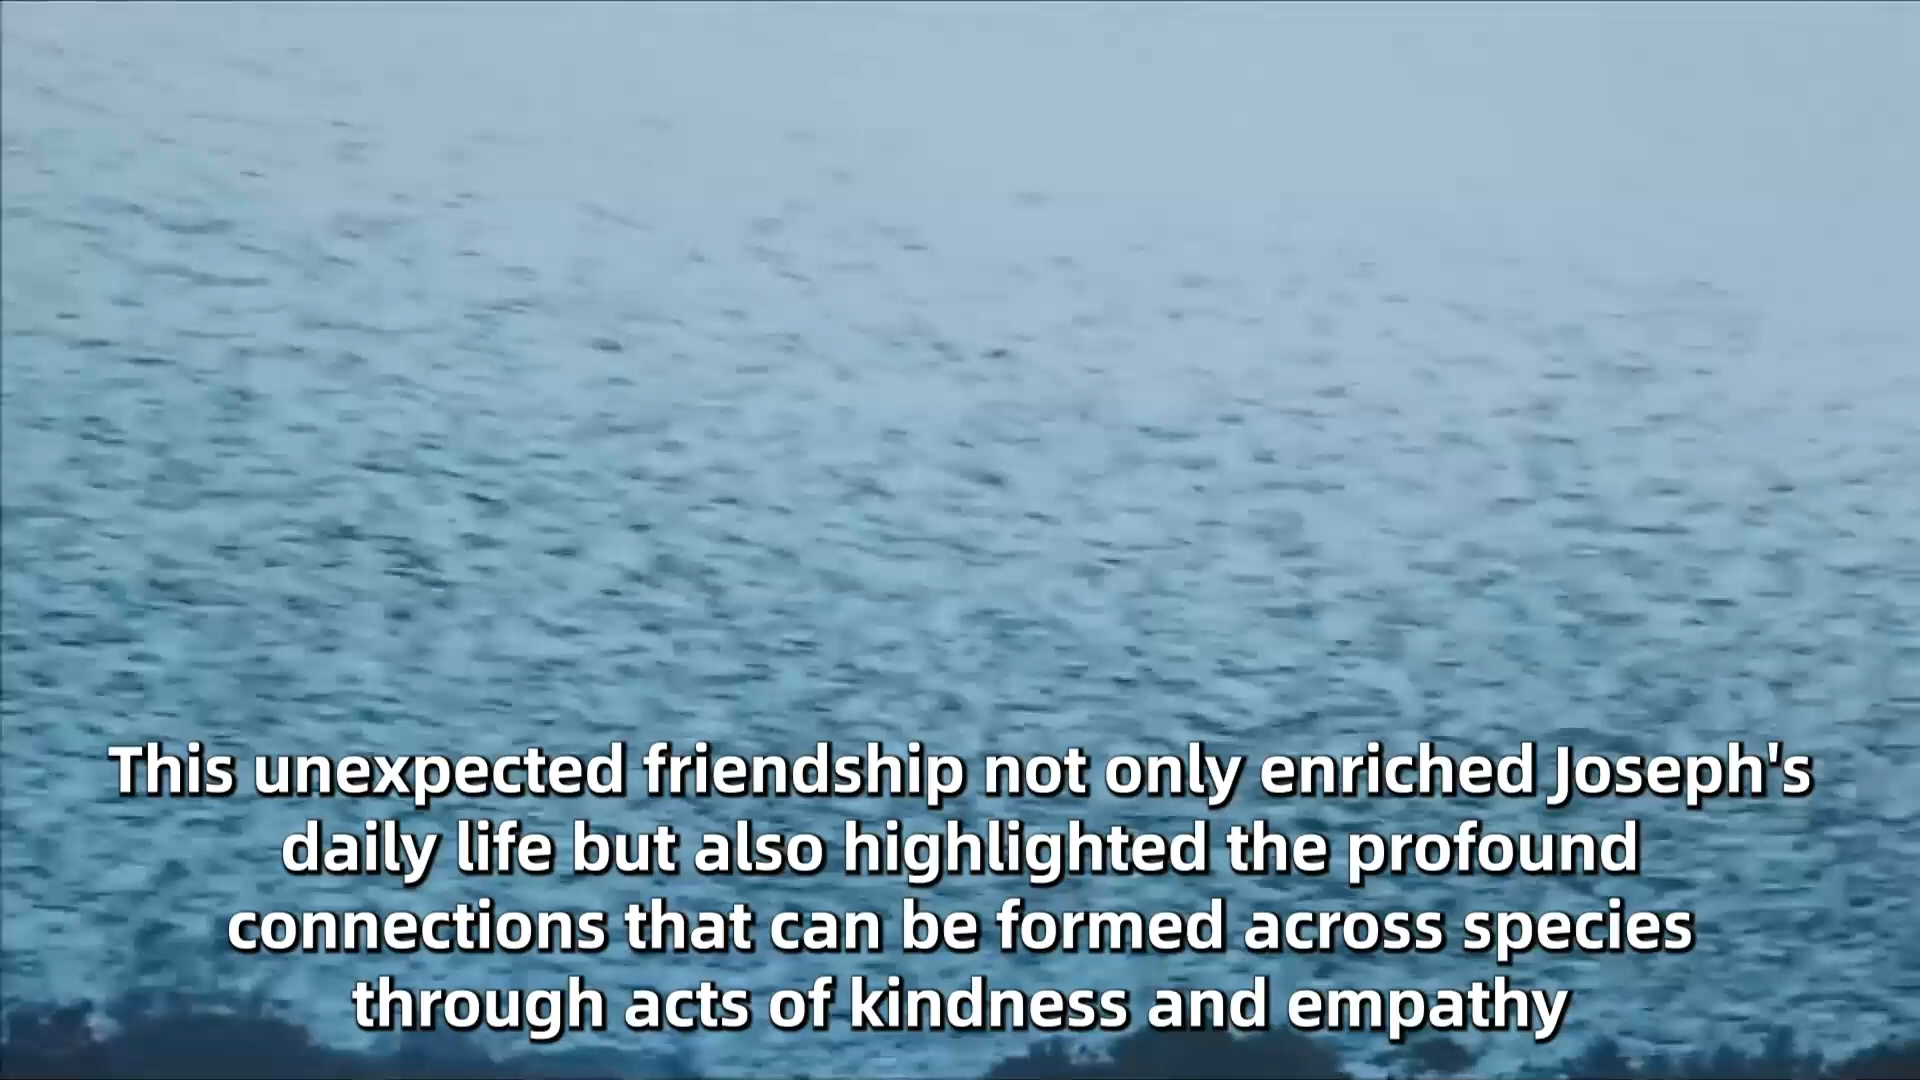 This unexpected friendship not only enriched Joseph's
daily life but also highlighted the profound
connections that can be formed across species
through acts of kindness and empathy